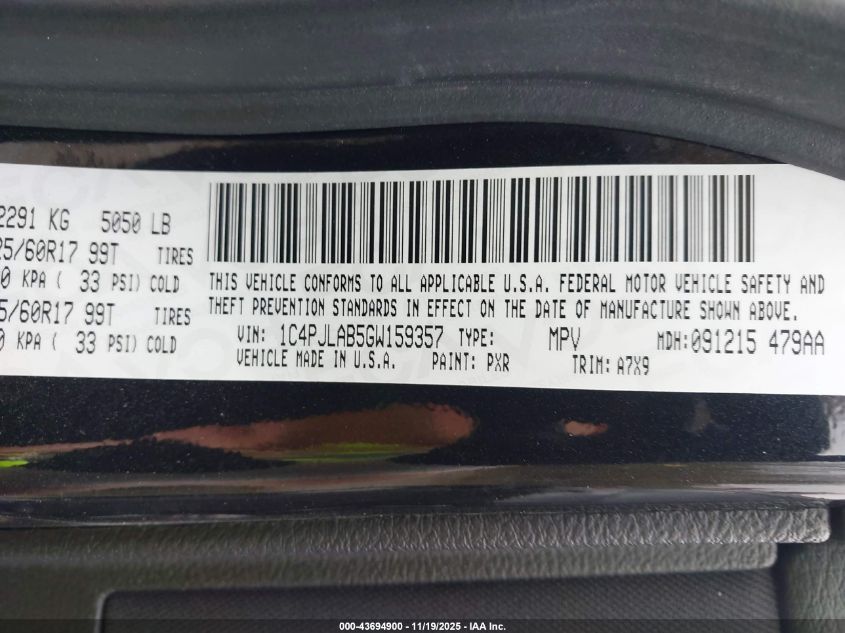 2291 KG 5050 LB
25/60R17 99T TIRES
0 KPA ( 33 PSI) COLD
5/60R17 99T TIRES
0 KPA ( 33 PSI) COLD
THIS VEHICLE CONFORMS TO ALL APPLICABLE U.S.A. FEDERAL MOTOR VEHICLE SAFETY AND
THEFT PREVENTION STANDARDS IN EFFECT ON THE DATE OF MANUFACTURE SHOWN ABOVE.
VIN: 1C4PJLAB5GW159357 TYPE: MPV MDH: 091215 479AA
VEHICLE MADE IN U.S.A. PAINT: PXR TRIM: A7X9
000-43694900 - 11/19/2025 - IAA Inc.